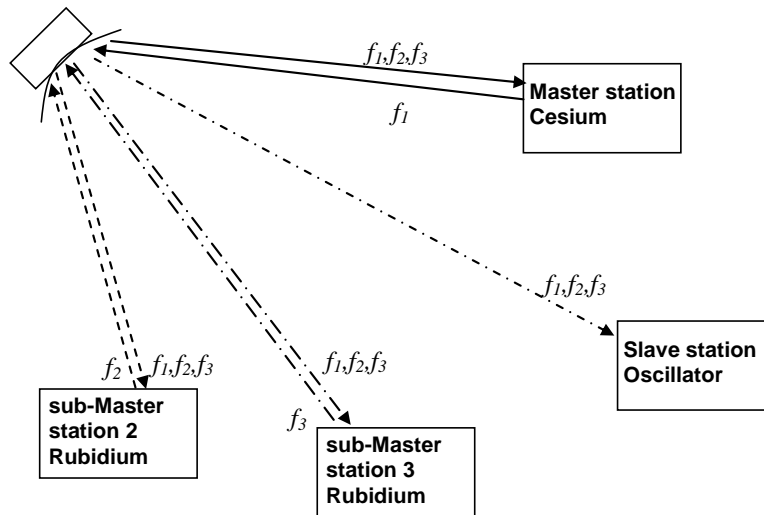 f1,f2,f3
f1
Master station
Cesium
f1,f2,f3
Slave station
Oscillator
f2
f1,f2,f3
sub-Master
station 2
Rubidium
f1,f2,f3
f3
sub-Master
station 3
Rubidium